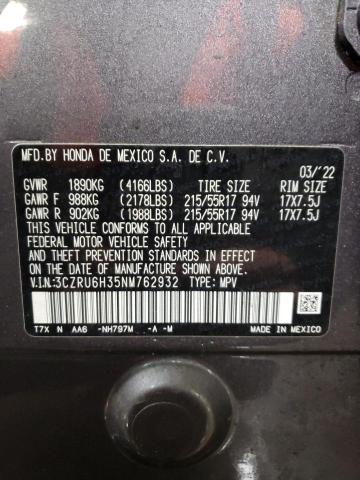 MFD.BY HONDA DE MEXICO S.A. DE C.V.
03/'22
GVWR 1890KG (4166LBS) TIRE SIZE RIM SIZE
GAWR F 988KG (2178LBS) 215/55R17 94V 17X7.5J
GAWR R 902KG (1988LBS) 215/55R17 94V 17X7.5J
THIS VEHICLE CONFORMS TO ALL APPLICABLE
FEDERAL MOTOR VEHICLE SAFETY, BUMPER,
AND THEFT PREVENTION STANDARDS IN EFFECT
ON THE DATE OF MANUFACTURE SHOWN ABOVE.
V.I.N:3CZRU6H35NM762932 TYPE: MPV
T7X N AA6 -NH797M -A -M
MADE IN MEXICO